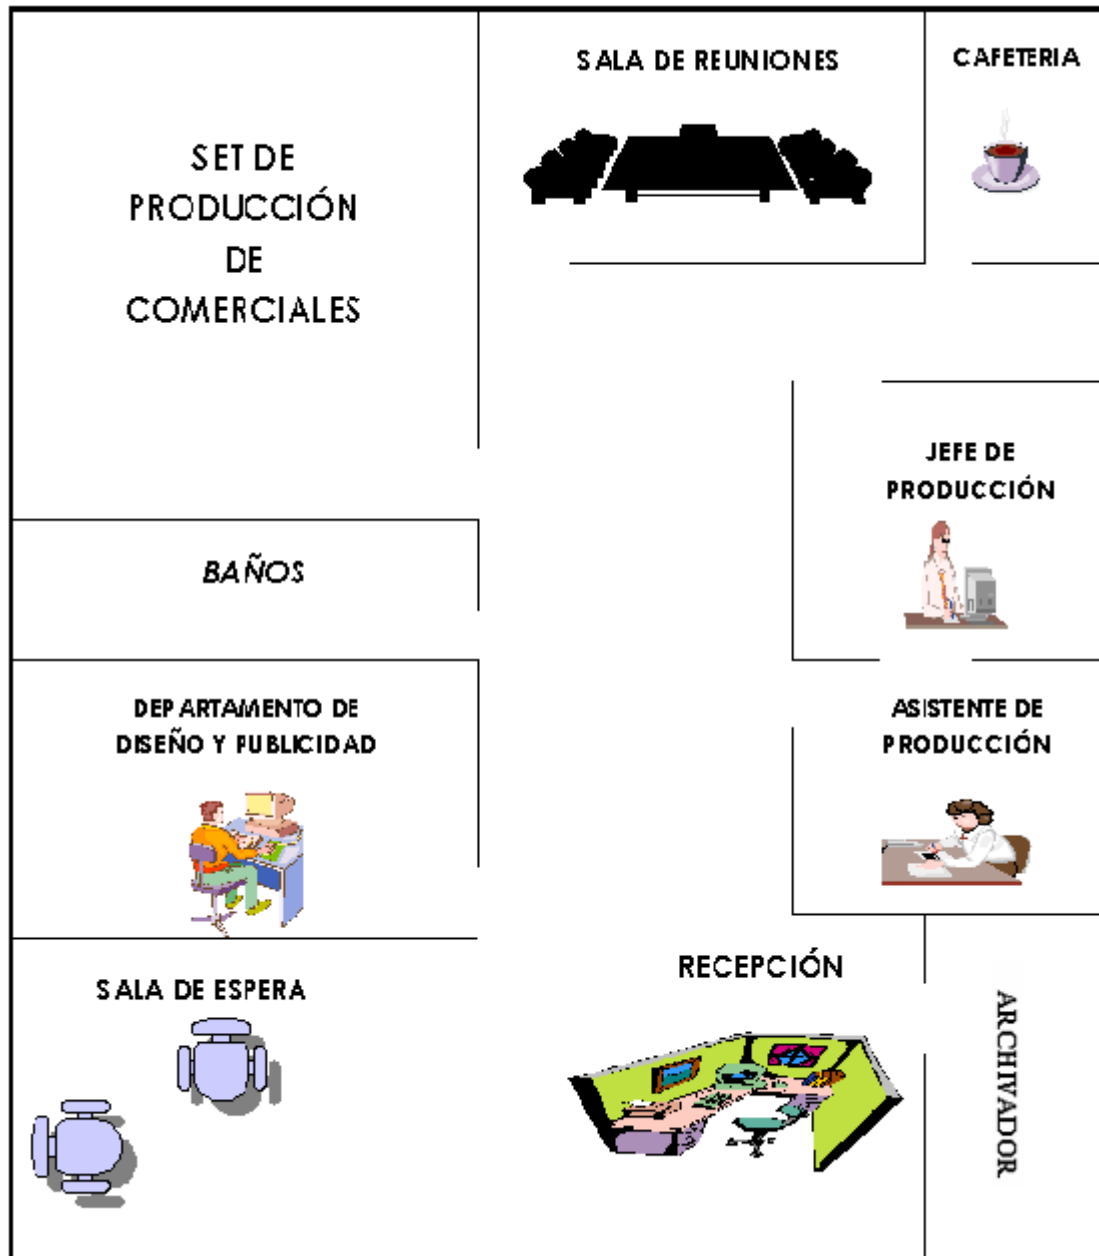 SALA DE REUNIONES
CAFETERIA
SET DE
PRODUCCIÓN
DE
COMERCIALES
JEFE DE
PRODUCCIÓN
BAÑOS
DEPARTAMENTO DE
DISEÑO Y PUBLICIDAD
ASISTENTE DE
PRODUCCIÓN
SALA DE ESPERA
RECEPCIÓN
ARCHIVADOR